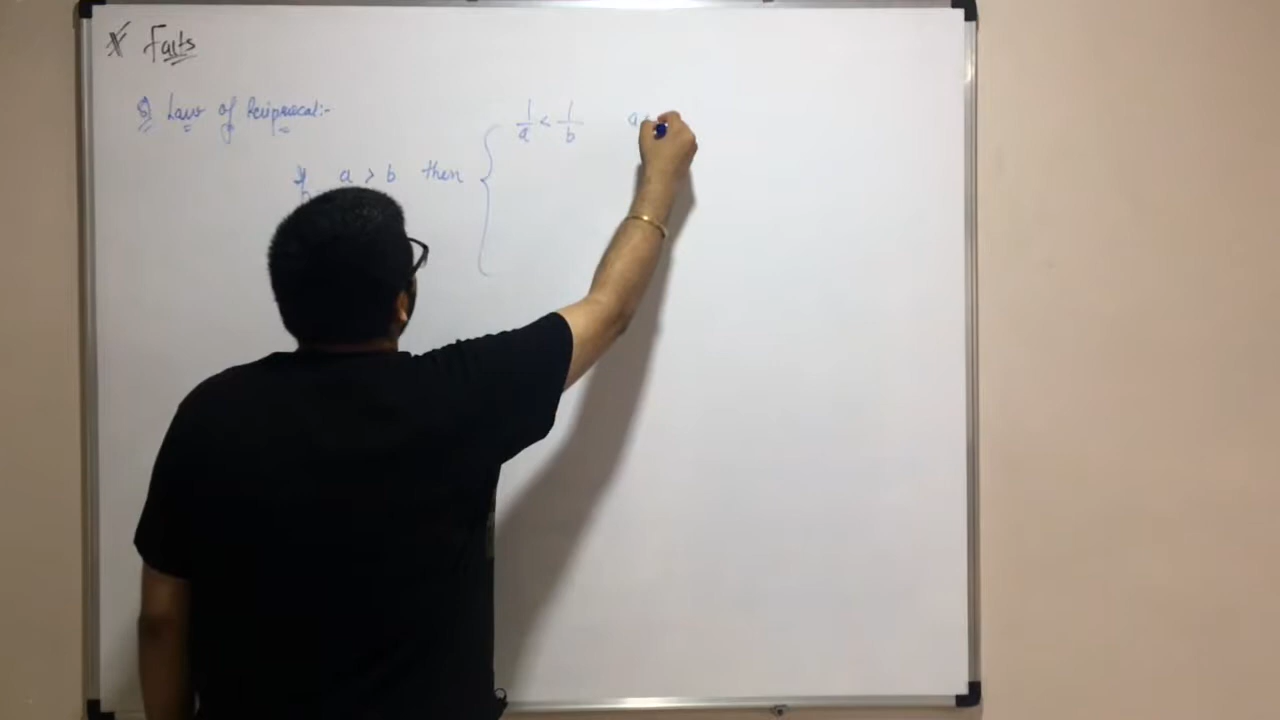 * Facts
Law of Reciprocal:-
1/a < 1/b a
If a > b then {